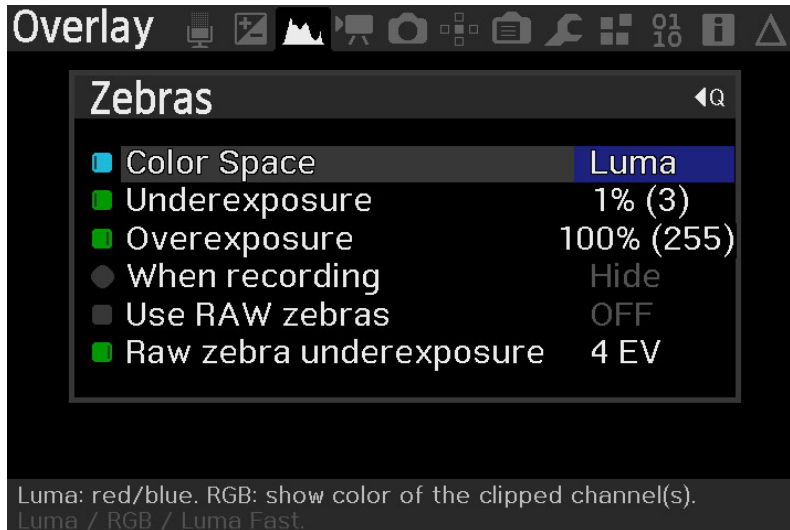 Overlay
Zebras Q
Color Space Luma
Underexposure 1% (3)
Overexposure 100% (255)
When recording Hide
Use RAW zebras OFF
Raw zebra underexposure 4 EV
Luma: red/blue. RGB: show color of the clipped channel(s).
Luma / RGB / Luma Fast.